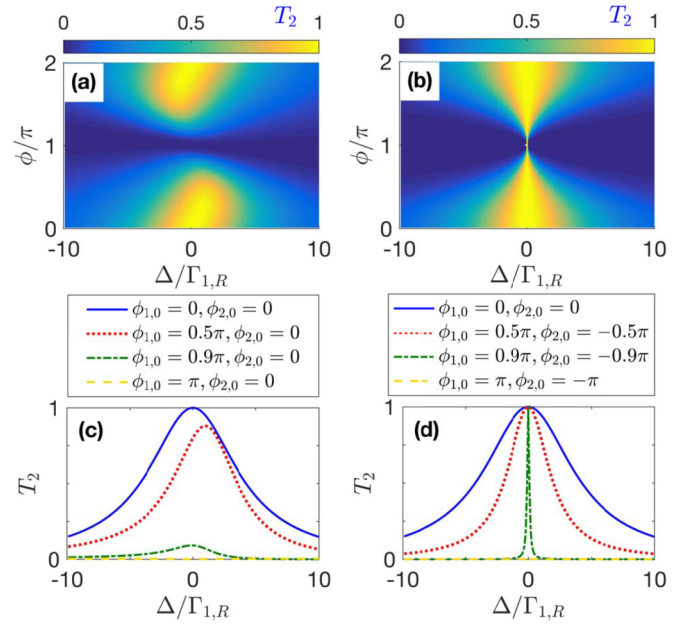 0 0.5 T₂ 1
0 0.5 T₂ 1
(a)
2
1
0
ϕ/π
-10 0 10
Δ/Γ₁,R
(b)
2
1
0
ϕ/π
-10 0 10
Δ/Γ₁,R
ϕ₁,₀ = 0, ϕ₂,₀ = 0
ϕ₁,₀ = 0.5π, ϕ₂,₀ = 0
ϕ₁,₀ = 0.9π, ϕ₂,₀ = 0
ϕ₁,₀ = π, ϕ₂,₀ = 0
ϕ₁,₀ = 0, ϕ₂,₀ = 0
ϕ₁,₀ = 0.5π, ϕ₂,₀ = −0.5π
ϕ₁,₀ = 0.9π, ϕ₂,₀ = −0.9π
ϕ₁,₀ = π, ϕ₂,₀ = −π
(c)
1
0
T₂
-10 0 10
Δ/Γ₁,R
(d)
1
0
T₂
-10 0 10
Δ/Γ₁,R